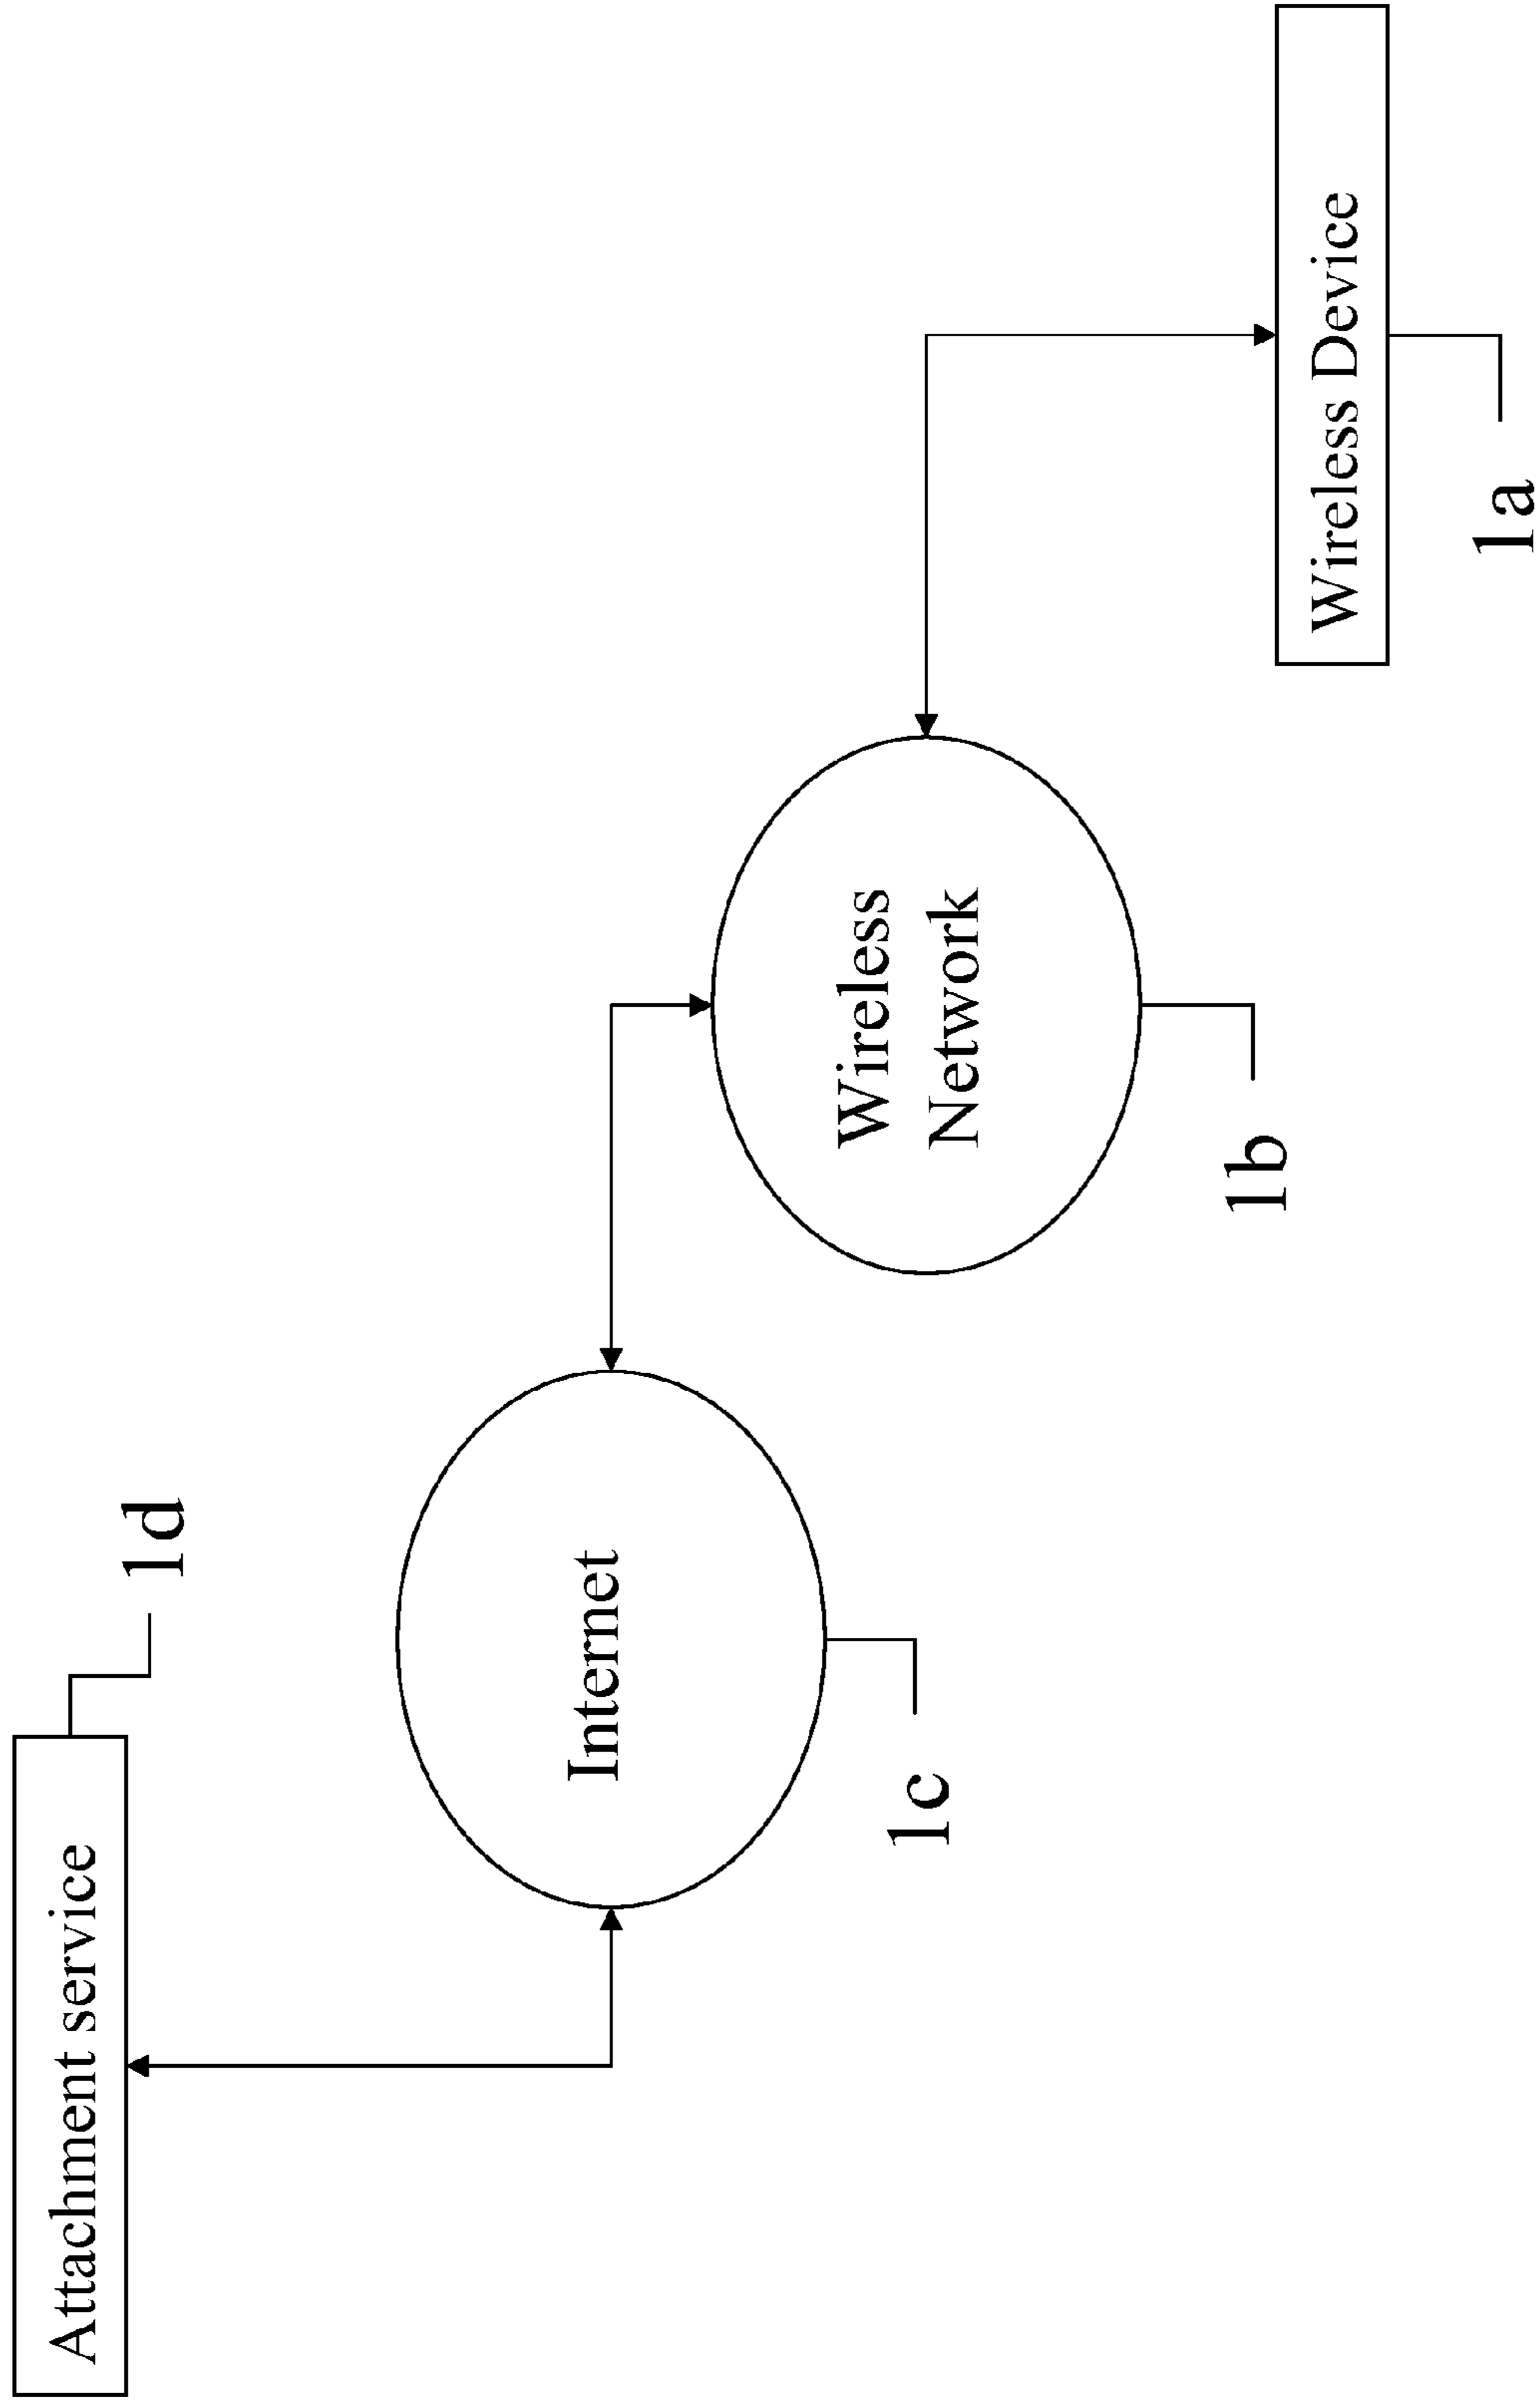 Attachment service
1d
Internet
1c
Wireless
Network
1b
Wireless Device
1a